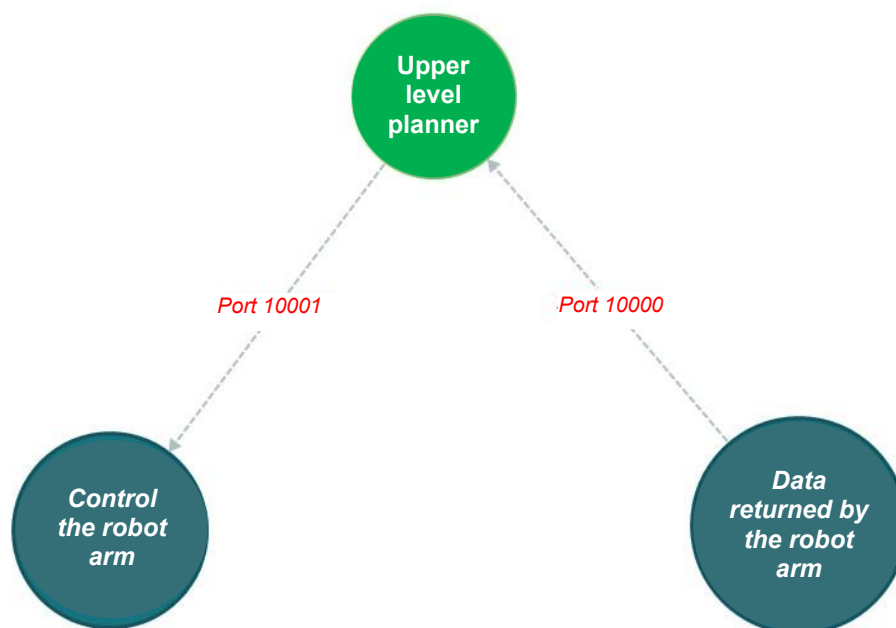 Upper
level
planner
Port 10001
Port 10000
Control
the robot
arm
Data
returned by
the robot
arm